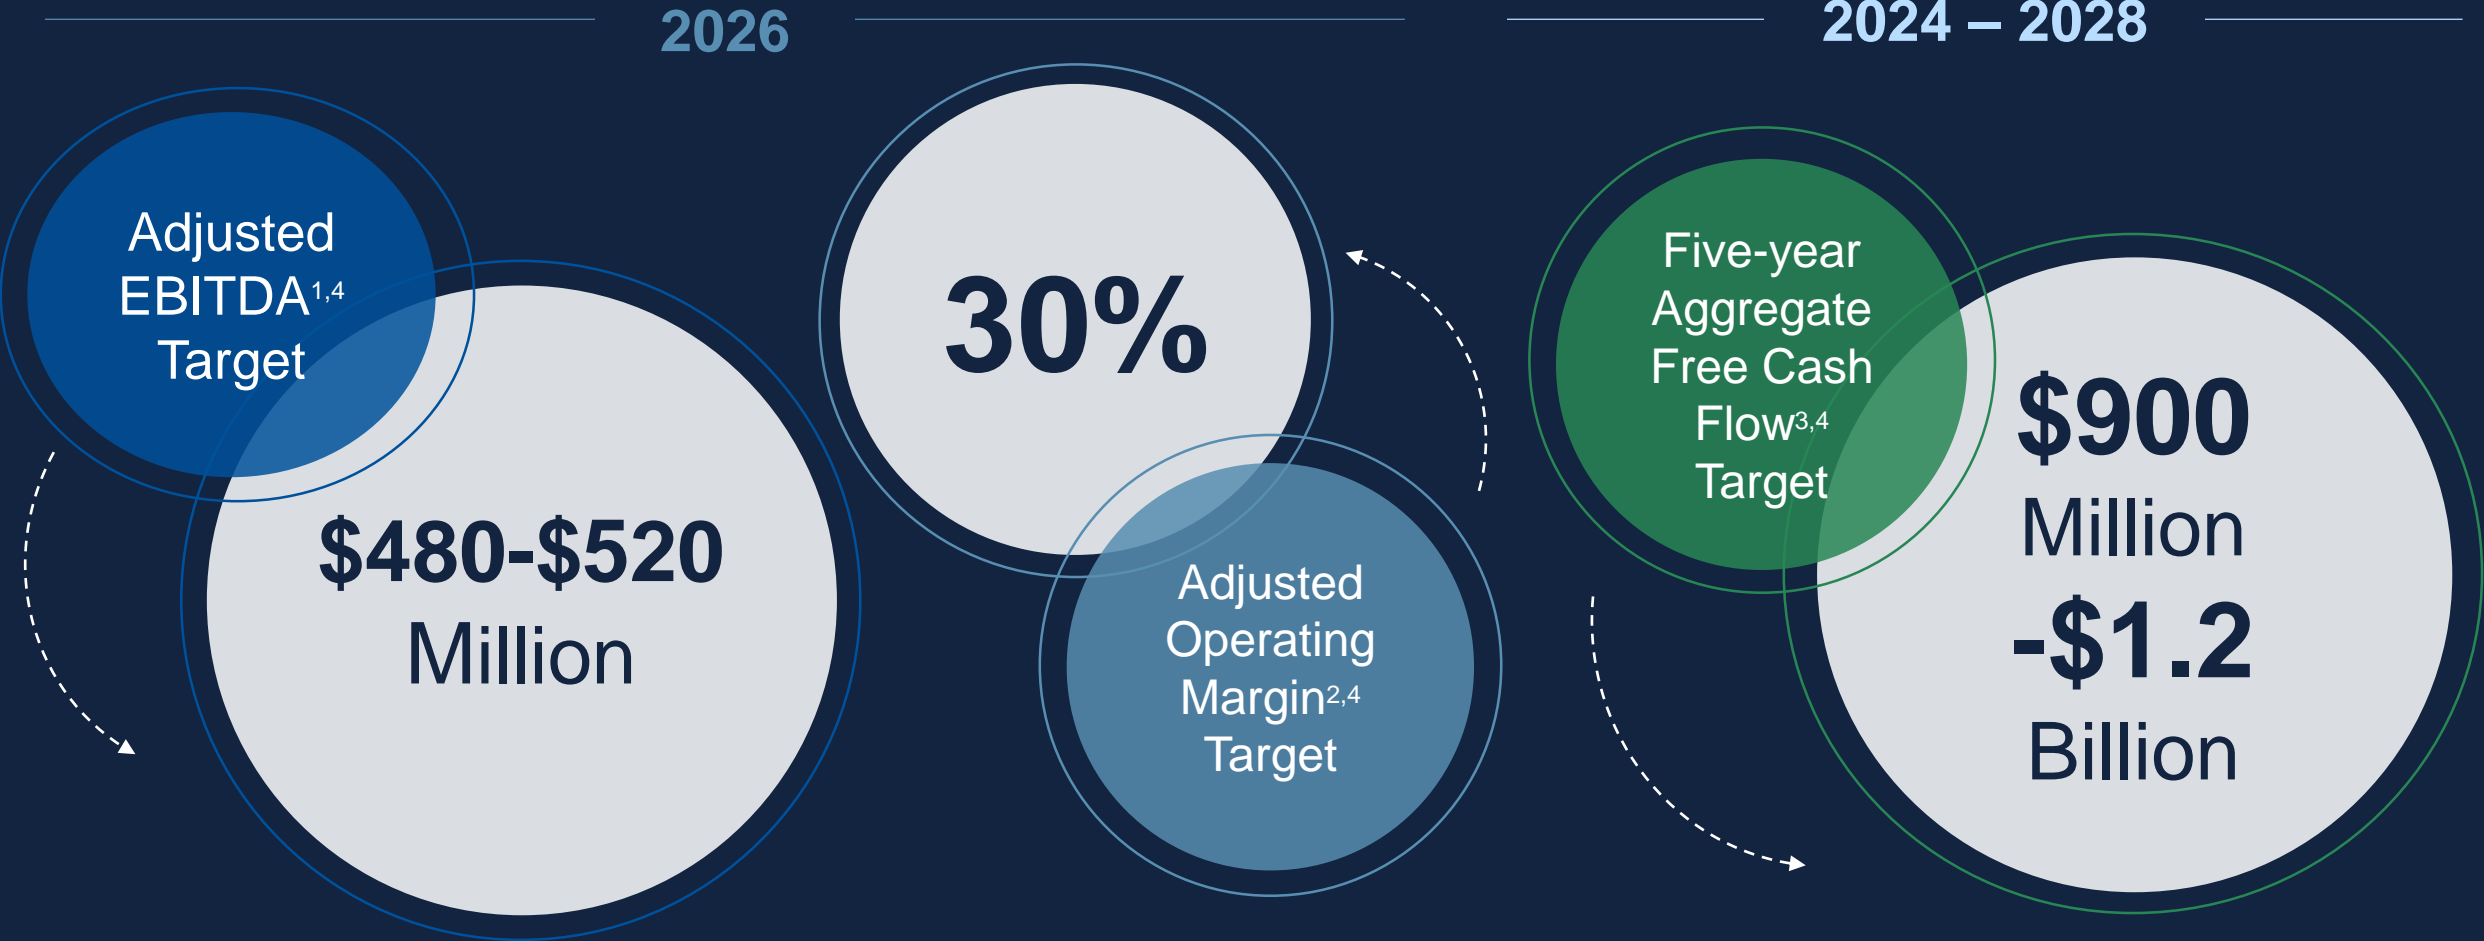 2026
Adjusted
EBITDA1,4
Target
$480-$520
Million
30%
Adjusted
Operating
Margin2,4
Target
2024 – 2028
Five-year
Aggregate
Free Cash
Flow3,4
Target
$900
Million
-$1.2
Billion